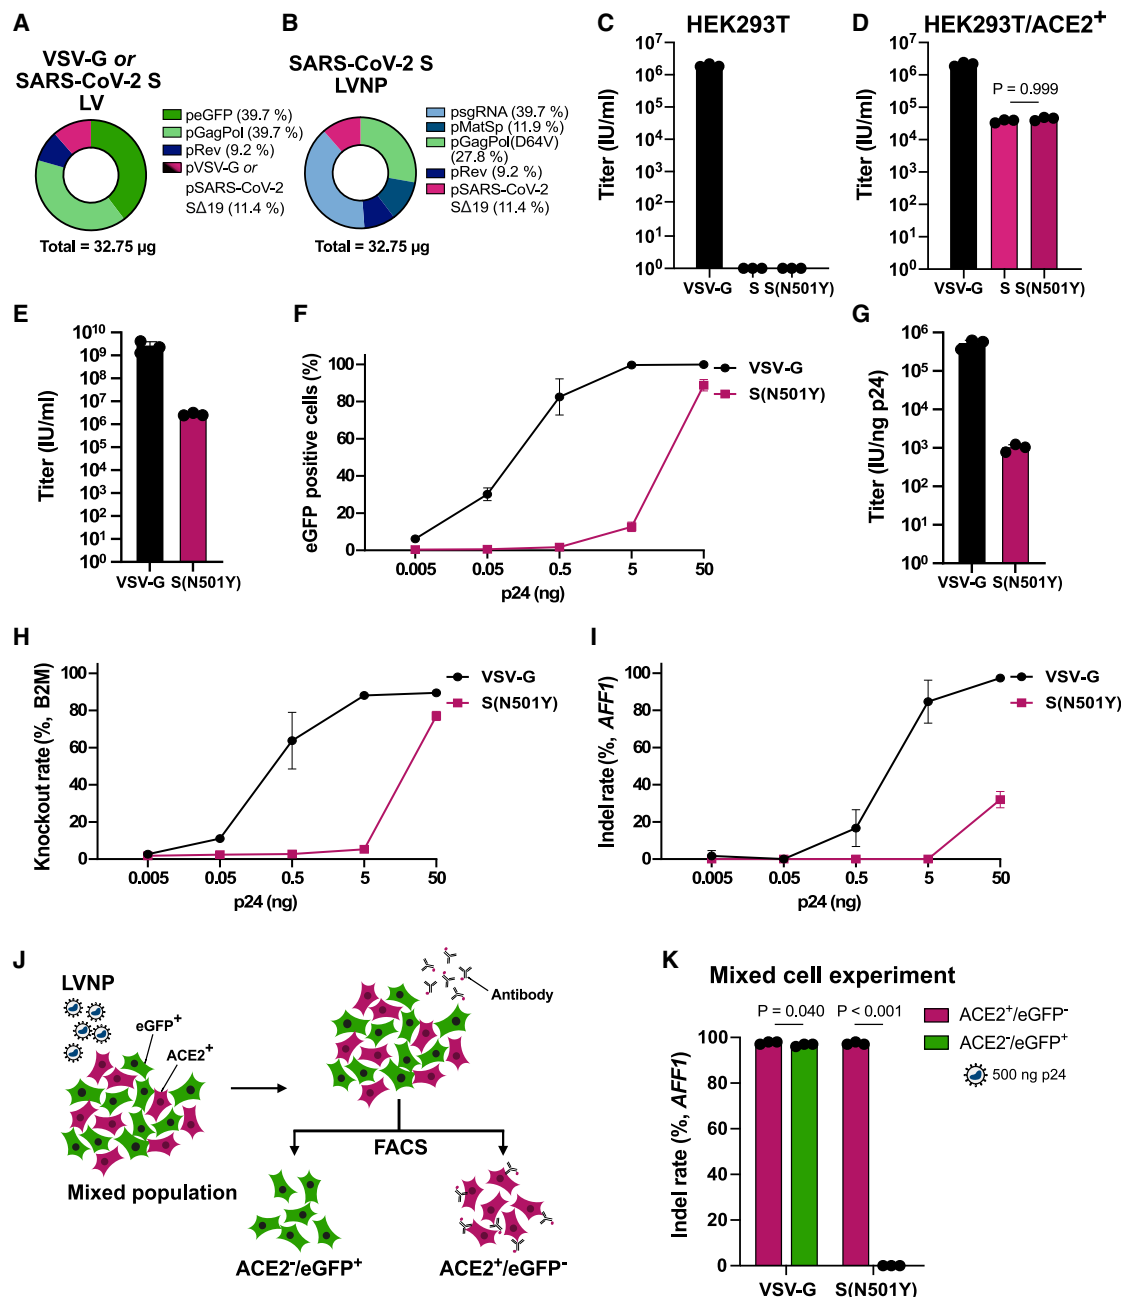 A
VSV-G or
SARS-CoV-2 S
LV
peGFP (39.7 %)
pGagPol (39.7 %)
pRev (9.2 %)
pVSV-G or
pSARS-CoV-2
SΔ19 (11.4 %)
Total = 32.75 µg
B
SARS-CoV-2 S
LVNP
psgRNA (39.7 %)
pMatSp (11.9 %)
pGagPol(D64V)
(27.8 %)
pRev (9.2 %)
pSARS-CoV-2
SΔ19 (11.4 %)
Total = 32.75 µg
C
HEK293T
Titer (IU/ml)
10⁷
10⁶
10⁵
10⁴
10³
10²
10¹
10⁰
VSV-G S S(N501Y)
D
HEK293T/ACE2⁺
Titer (IU/ml)
10⁷
10⁶
10⁵
10⁴
10³
10²
10¹
10⁰
P = 0.999
VSV-G S S(N501Y)
E
Titer (IU/ml)
10¹⁰
10⁹
10⁸
10⁷
10⁶
10⁵
10⁴
10³
10²
10¹
10⁰
VSV-G S(N501Y)
F
eGFP positive cells (%)
100
80
60
40
20
0
0.005 0.05 0.5 5 50
p24 (ng)
VSV-G
S(N501Y)
G
Titer (IU/ng p24)
10⁶
10⁵
10⁴
10³
10²
10¹
10⁰
VSV-G S(N501Y)
H
Knockout rate (%, B2M)
100
80
60
40
20
0
0.005 0.05 0.5 5 50
p24 (ng)
VSV-G
S(N501Y)
I
Indel rate (%, AFF1)
100
80
60
40
20
0
0.005 0.05 0.5 5 50
p24 (ng)
VSV-G
S(N501Y)
J
LVNP
eGFP⁺
ACE2⁺
Mixed population
Antibody
FACS
ACE2⁻/eGFP⁺
ACE2⁺/eGFP⁻
K
Mixed cell experiment
P = 0.040 P < 0.001
ACE2⁺/eGFP⁻
ACE2⁻/eGFP⁺
500 ng p24
Indel rate (%, AFF1)
100
80
60
40
20
0
VSV-G S(N501Y)